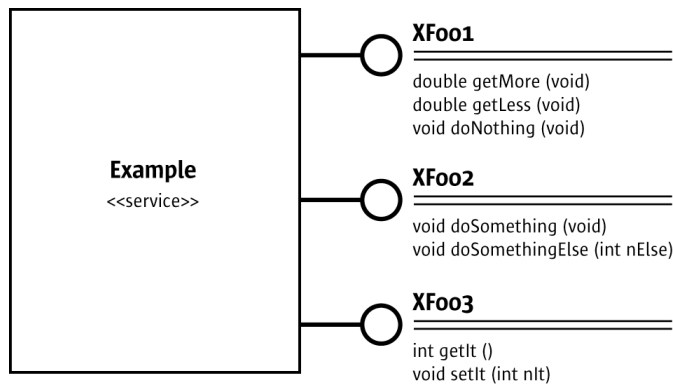 XFoo1
double getMore (void)
double getLess (void)
void doNothing (void)
Example
<<service>>
XFoo2
void doSomething (void)
void doSomethingElse (int nElse)
XFoo3
int getIt ()
void setIt (int nIt)